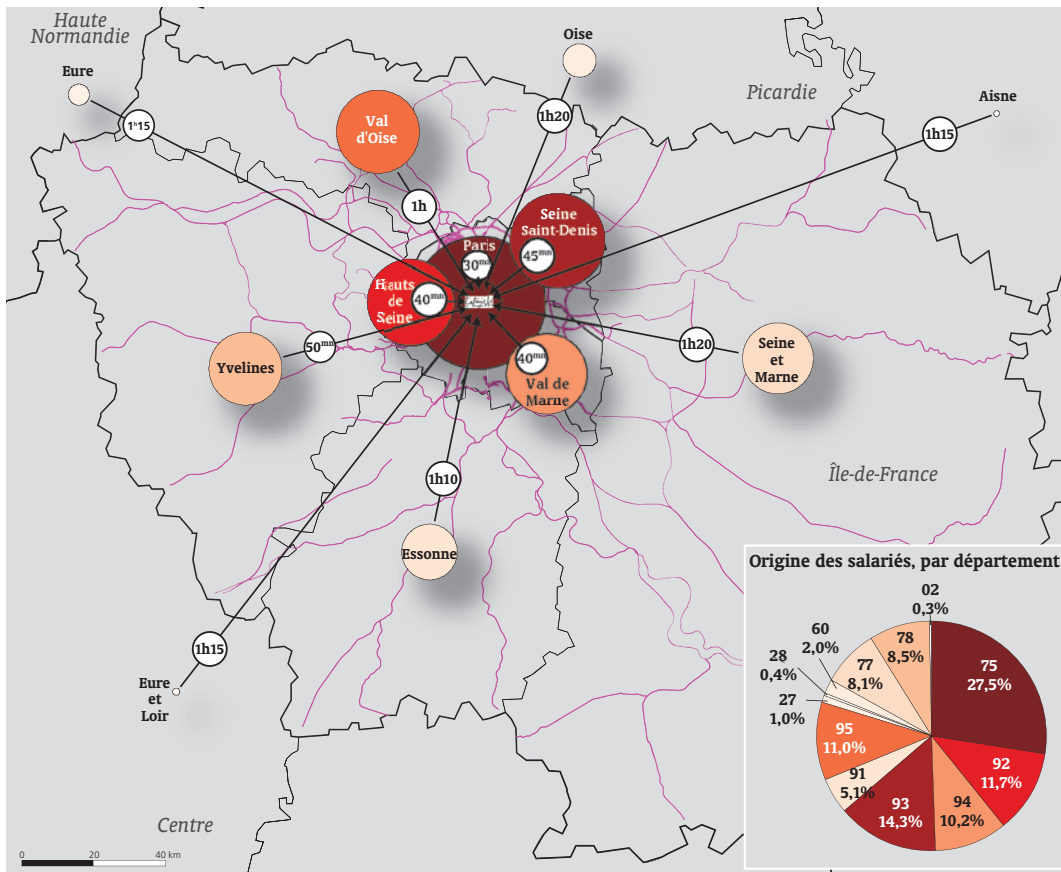 Haute
Normandie
Oise
Eure
Picardie
Aisne
1h15
Val
d'Oise
1h20
1h15
1h
Seine
Saint-Denis
Paris
30mn
45mn
Hauts
de
Seine
40mn
50mn
Yvelines
1h20
Seine
et
Marne
40mn
Val de
Marne
Île-de-France
1h10
Essonne
1h15
Eure
et
Loir
Centre
0 20 40 km
Origine des salariés, par département
02
0,3%
60
2,0%
78
8,5%
75
27,5%
28
0,4%
77
8,1%
27
1,0%
95
11,0%
92
11,7%
91
5,1%
94
10,2%
93
14,3%